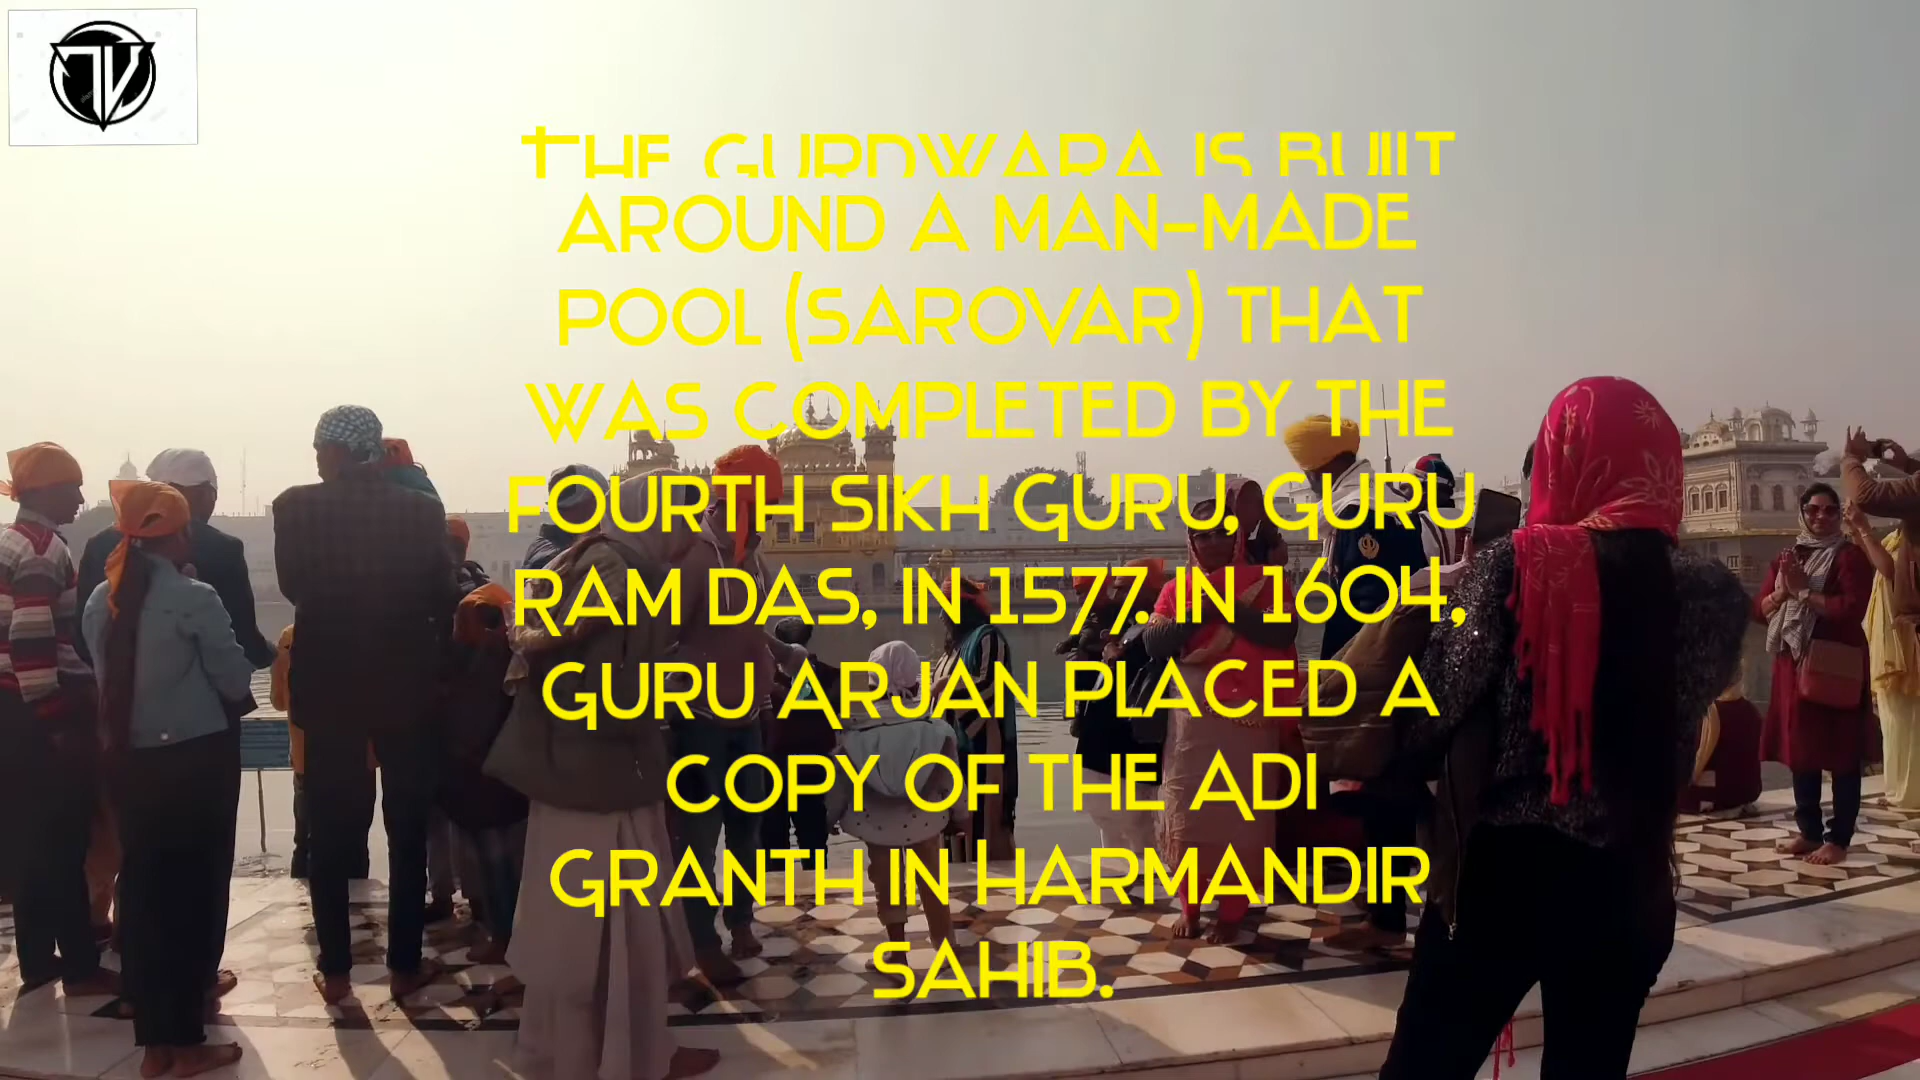 TV
THE GURDWARA IS BUILT
AROUND A MAN-MADE
POOL (SAROVAR) THAT
WAS COMPLETED BY THE
FOURTH SIKH GURU, GURU
RAM DAS, IN 1577. IN 1604,
GURU ARJAN PLACED A
COPY OF THE ADI
GRANTH IN HARMANDIR
SAHIB.